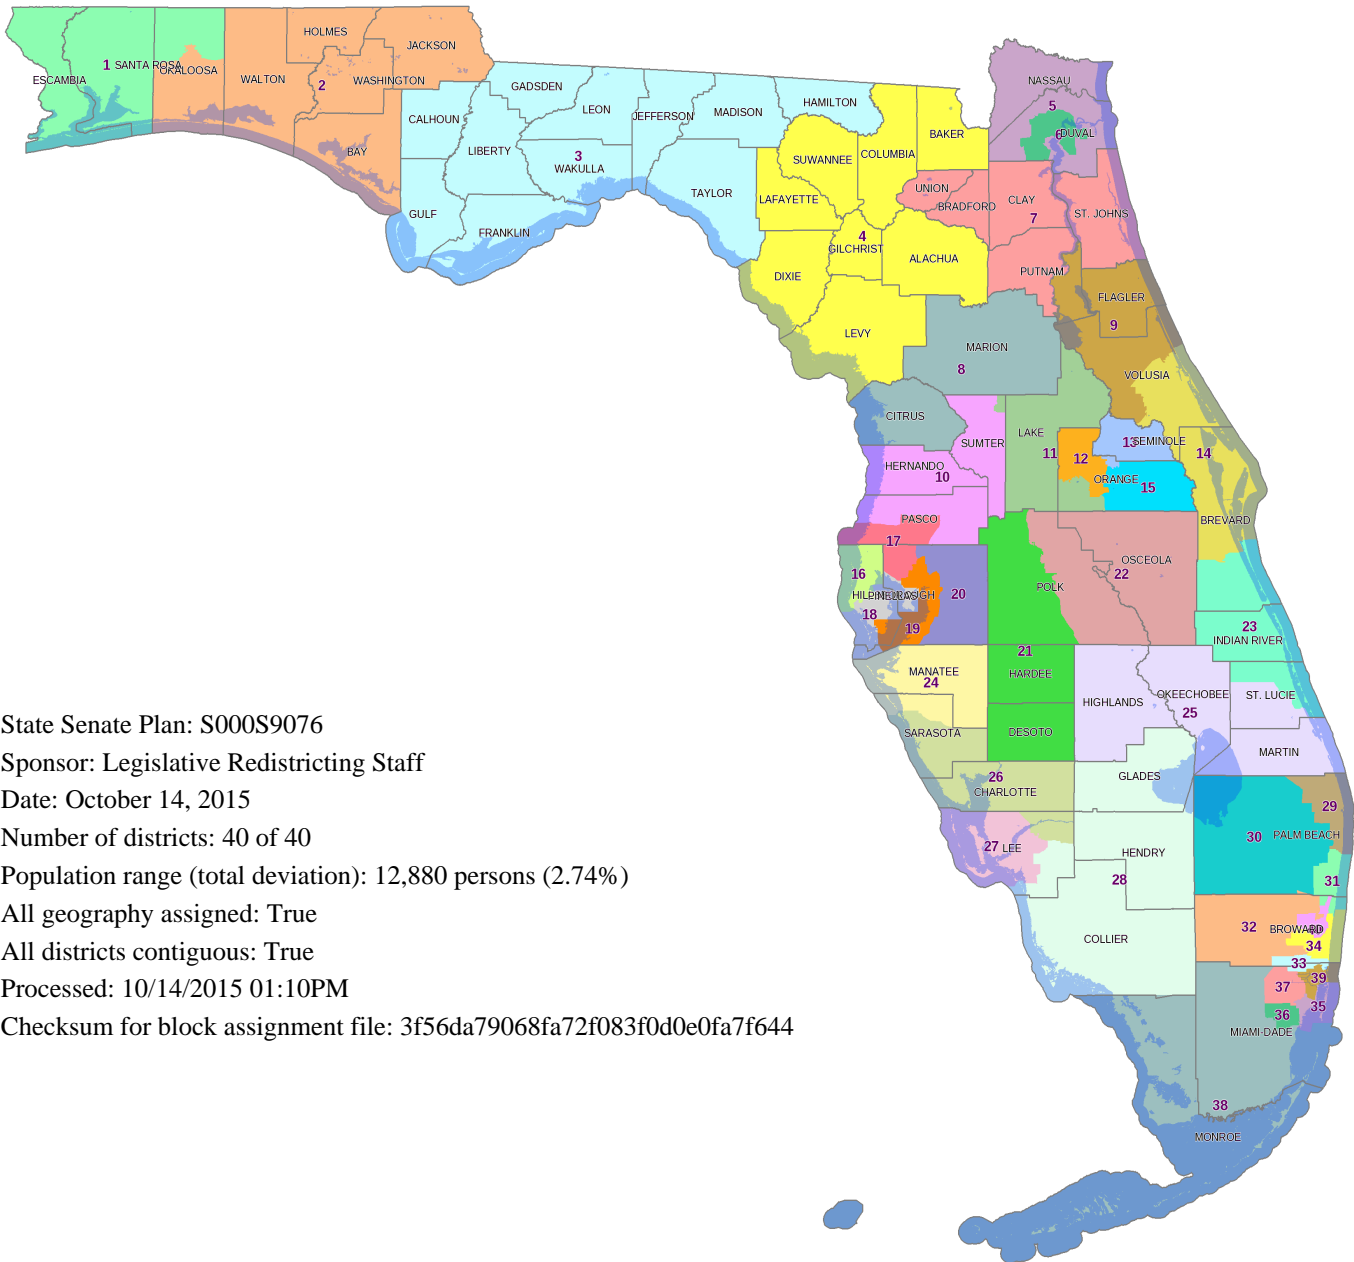 HOLMES
JACKSON
1 SANTA ROSA
OKALOOSA
ESCAMBIA
WALTON
2
WASHINGTON
BAY
GADSDEN
LEON
JEFFERSON
MADISON
HAMILTON
CALHOUN
LIBERTY
3
WAKULLA
TAYLOR
GULF
FRANKLIN
SUWANNEE
COLUMBIA
BAKER
LAFAYETTE
4
GILCHRIST
ALACHUA
DIXIE
LEVY
NASSAU
5
6
DUVAL
UNION
BRADFORD
CLAY
7
ST. JOHNS
PUTNAM
FLAGLER
9
MARION
8
VOLUSIA
CITRUS
SUMTER
LAKE
11
12
13
SEMINOLE
14
HERNANDO
10
ORANGE
15
PASCO
17
BREVARD
16
PINELLAS
18
19
20
POLK
OSCEOLA
22
23
INDIAN RIVER
21
MANATEE
24
HARDEE
HIGHLANDS
OKEECHOBEE
25
ST. LUCIE
SARASOTA
DESOTO
MARTIN
26
CHARLOTTE
GLADES
29
30
PALM BEACH
27 LEE
HENDRY
28
31
COLLIER
32
BROWARD
34
33
37
39
36
35
MIAMI-DADE
38
MONROE
State Senate Plan: S000S9076
Sponsor: Legislative Redistricting Staff
Date: October 14, 2015
Number of districts: 40 of 40
Population range (total deviation): 12,880 persons (2.74%)
All geography assigned: True
All districts contiguous: True
Processed: 10/14/2015 01:10PM
Checksum for block assignment file: 3f56da79068fa72f083f0d0e0fa7f644